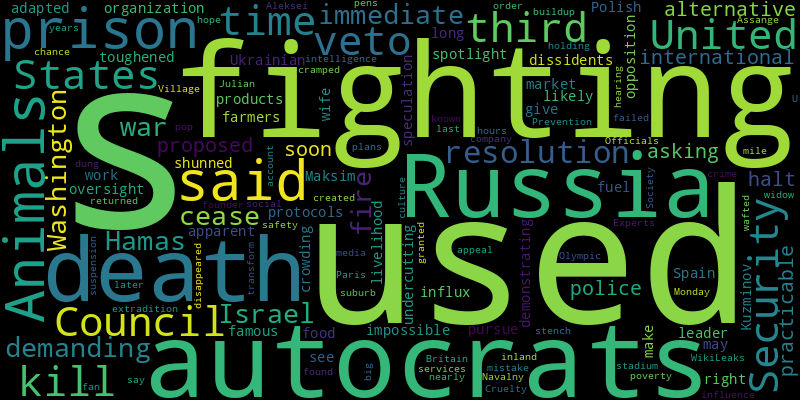 adapted organization hope Aleksei order buildup pens Polish alternative
years prison time immediate third Assange
chance toughened veto long holding United
States Ukrainian intelligence spotlight dissidents opposition international
Village Julian cramped fighting market hearing U
Animals Washington S products wife speculation likely give Prevention failed
war pop farmers known last hours company Officials mile
proposed soon resolution asking plans
dung work shunned said Maksim fire Russia fuel Society halt
oversight returned account created culture crime widow
cease protocols livelihood granted security wafted
Hamas apparent founder social safety undercutting appeal Experts
death crowding used demonstrating Olympic practicable
suspension later disappeared transform media Paris suburb influx Spain Kuzminov
extradition police Monday
Council Israel
famous impossible pursue stench make leader
demanding food autocrats may
see Britain services inland mistake stadium WikiLeaks
kill fan say found big nearly Navalny Cruelty poverty right influence